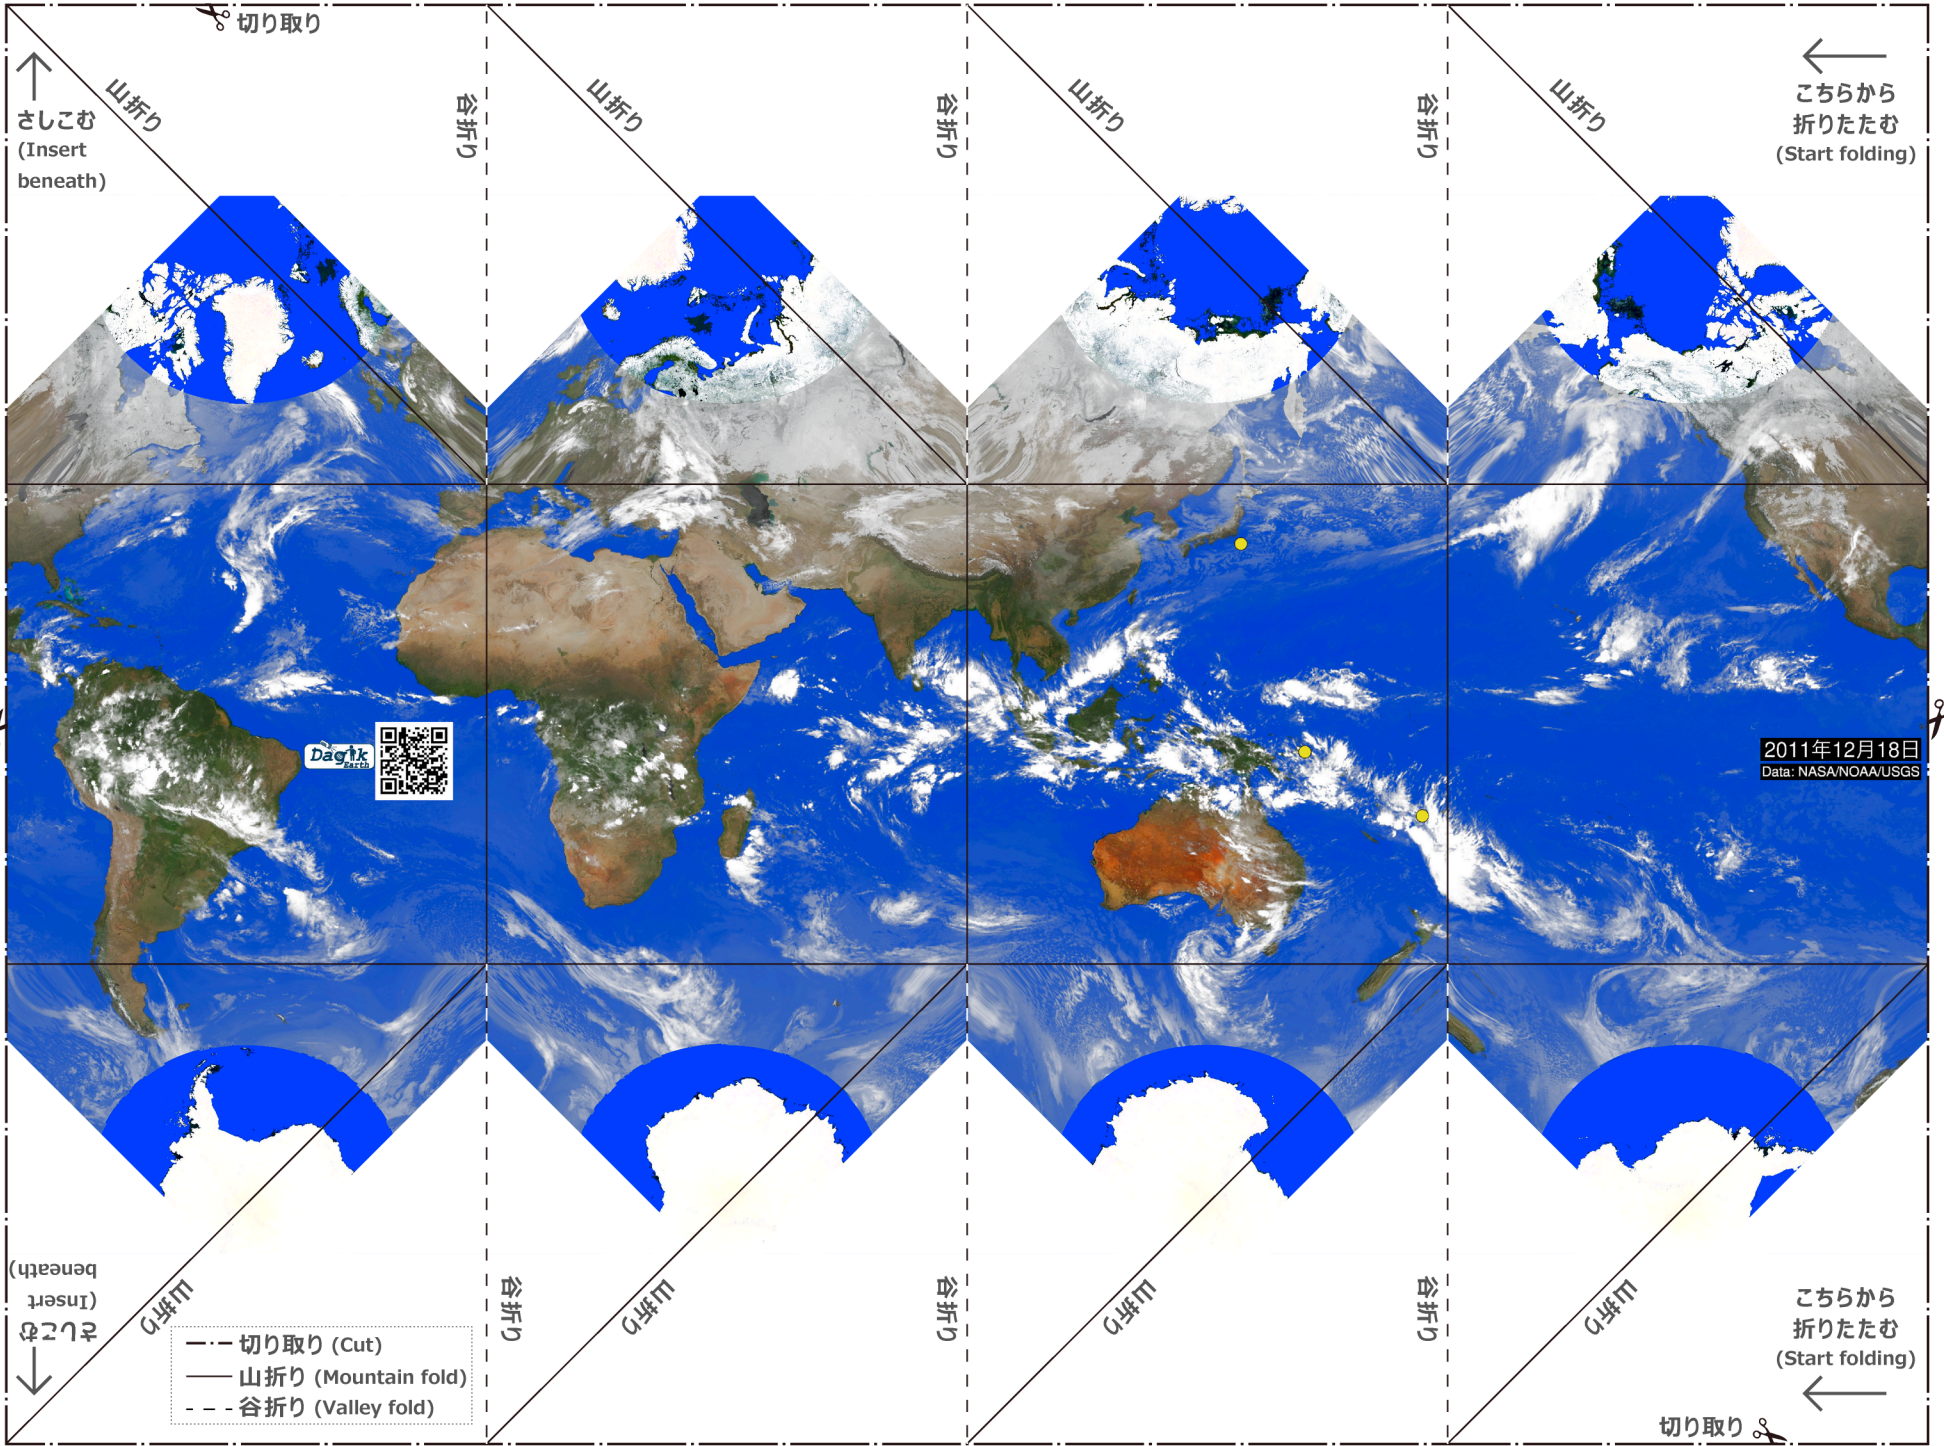 切り取り
さしこむ
(Insert
beneath)
山折り
谷折り
山折り
谷折り
山折り
谷折り
山折り
こちらから
折りたたむ
(Start folding)
Dagik
Earth
2011年12月18日
Data: NASA/NOAA/USGS
さしこむ
(Insert
beneath)
山折り
谷折り
山折り
谷折り
山折り
谷折り
山折り
こちらから
折りたたむ
(Start folding)
切り取り (Cut)
山折り (Mountain fold)
谷折り (Valley fold)
切り取り